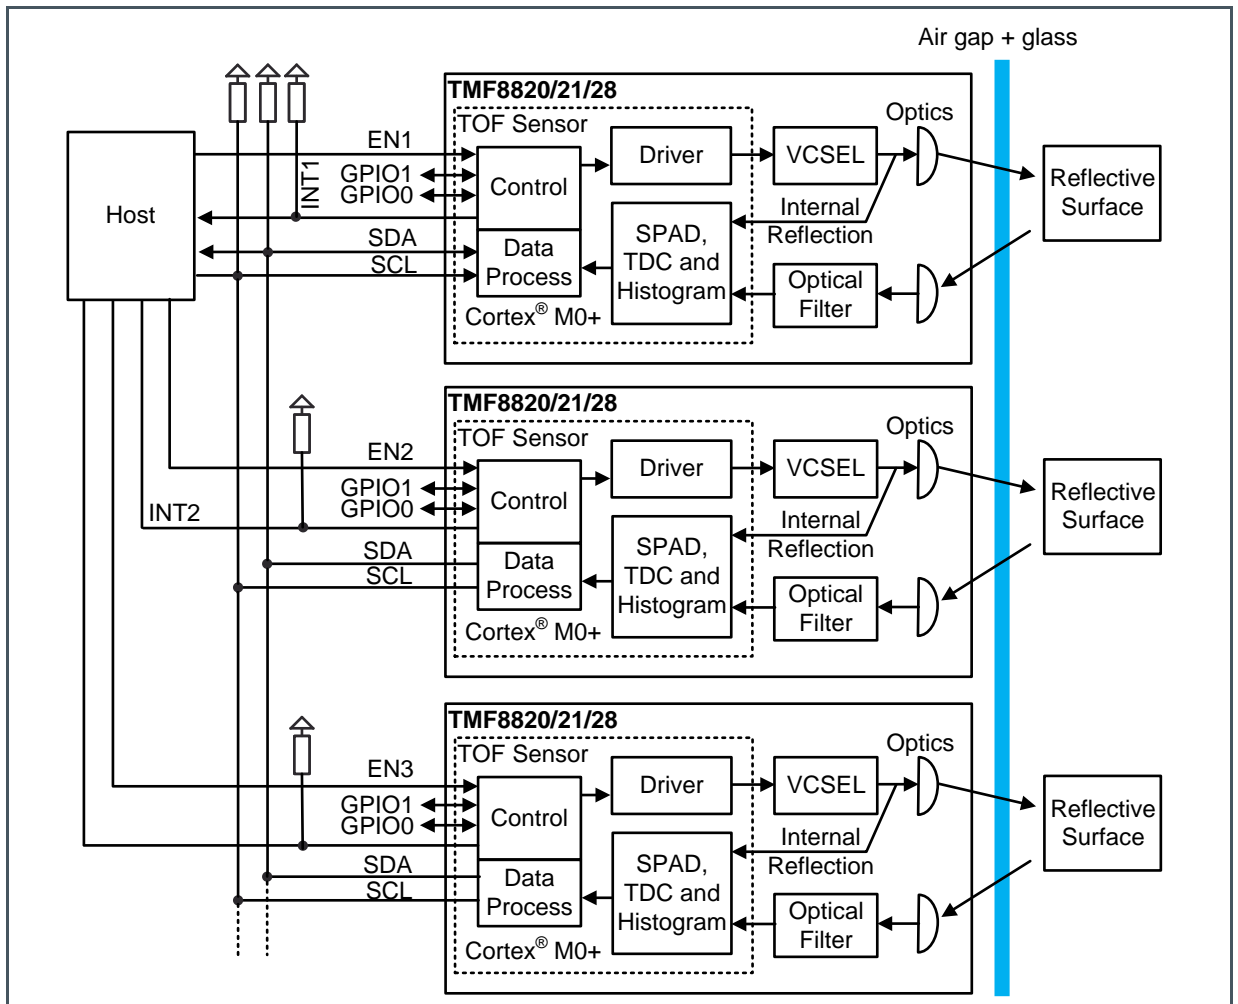 Air gap + glass
TMF8820/21/28
TOF Sensor
Optics
EN1
Driver
VCSEL
INT1
GPIO1
GPIO0
Control
Host
Reflective
Surface
Internal
Reflection
SDA
SCL
Data
Process
SPAD,
TDC and
Histogram
Optical
Filter
Cortex® M0+
TMF8820/21/28
TOF Sensor
Optics
EN2
Driver
VCSEL
GPIO1
GPIO0
Control
Reflective
Surface
INT2
Internal
Reflection
SDA
SCL
Data
Process
SPAD,
TDC and
Histogram
Optical
Filter
Cortex® M0+
TMF8820/21/28
TOF Sensor
Optics
EN3
Driver
VCSEL
GPIO1
GPIO0
Control
Reflective
Surface
Internal
Reflection
SDA
SCL
Data
Process
SPAD,
TDC and
Histogram
Optical
Filter
Cortex® M0+